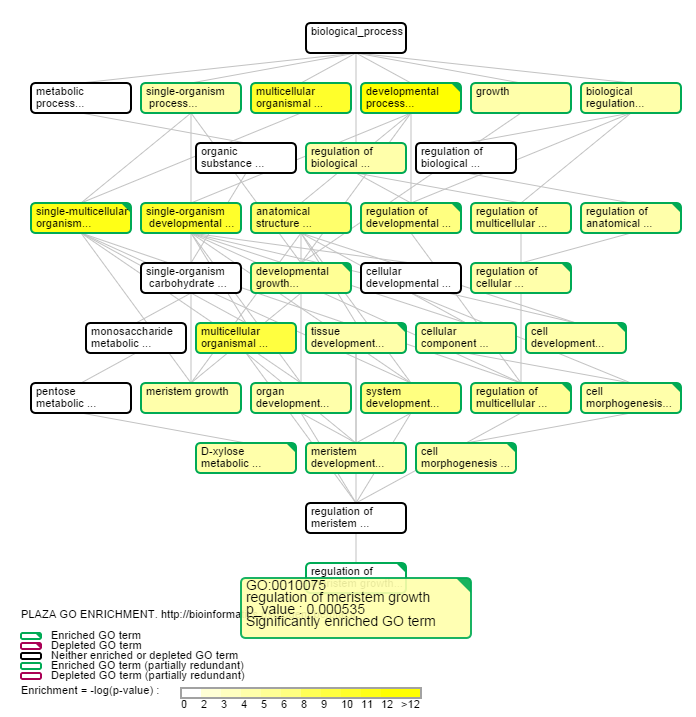 biological_process
metabolic
process...
single-organism
process...
multicellular
organismal ...
developmental
process...
growth
biological
regulation...
organic
substance ...
regulation of
biological ...
regulation of
biological ...
single-multicellular
organism...
single-organism
developmental ...
anatomical
structure ...
regulation of
developmental ...
regulation of
multicellular ...
regulation of
anatomical ...
single-organism
carbohydrate ...
developmental
growth...
cellular
developmental ...
regulation of
cellular ...
monosaccharide
metabolic ...
multicellular
organismal ...
tissue
development...
cellular
component ...
cell
development...
pentose
metabolic ...
meristem growth
organ
development...
system
development...
regulation of
multicellular ...
cell
morphogenesis...
D-xylose
metabolic ...
meristem
development...
cell
morphogenesis ...
regulation of
meristem ...
regulation of
GO:0010075
regulation of meristem growth
p_value : 0.000535
Significantly enriched GO term
PLAZA GO ENRICHMENT. http://bioinforma
Enriched GO term
Depleted GO term
Neither enriched or depleted GO term
Enriched GO term (partially redundant)
Depleted GO term (partially redundant)
Enrichment = -log(p-value) :
0 2 3 4 6 8 9 10 11 12 >12